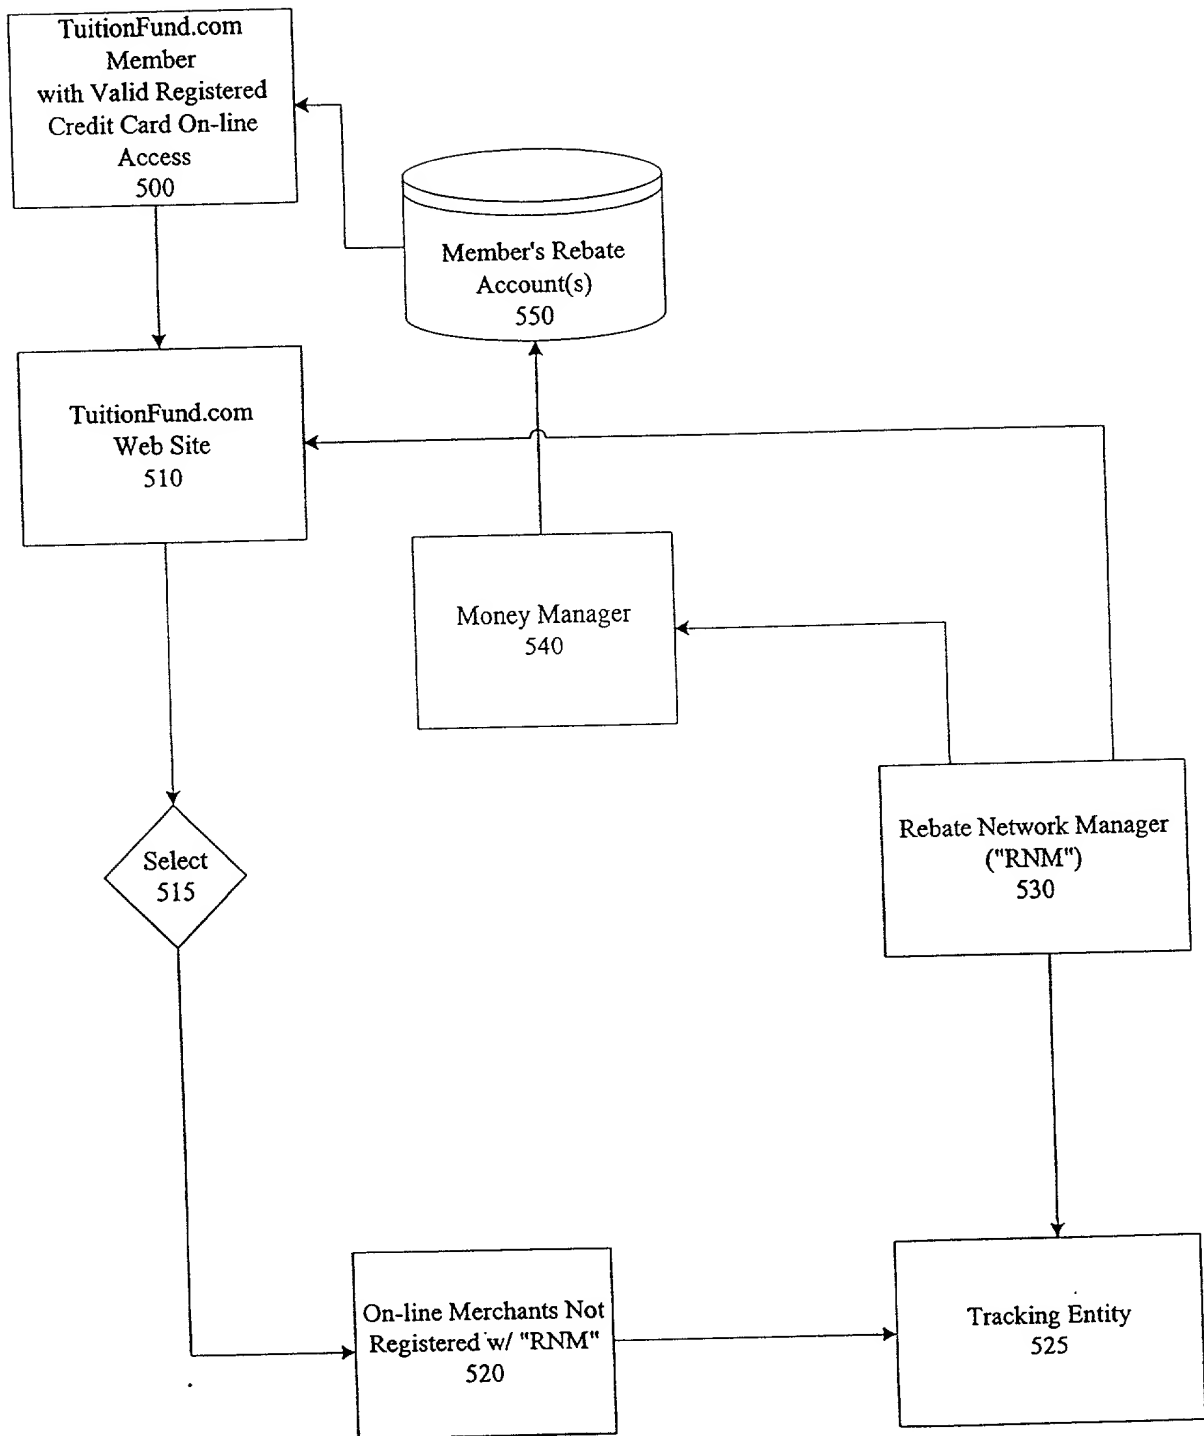 TuitionFund.com
Member
with Valid Registered
Credit Card On-line
Access
500
Member's Rebate
Account(s)
550
TuitionFund.com
Web Site
510
Money Manager
540
Rebate Network Manager
("RNM")
530
Select
515
On-line Merchants Not
Registered w/ "RNM"
520
Tracking Entity
525